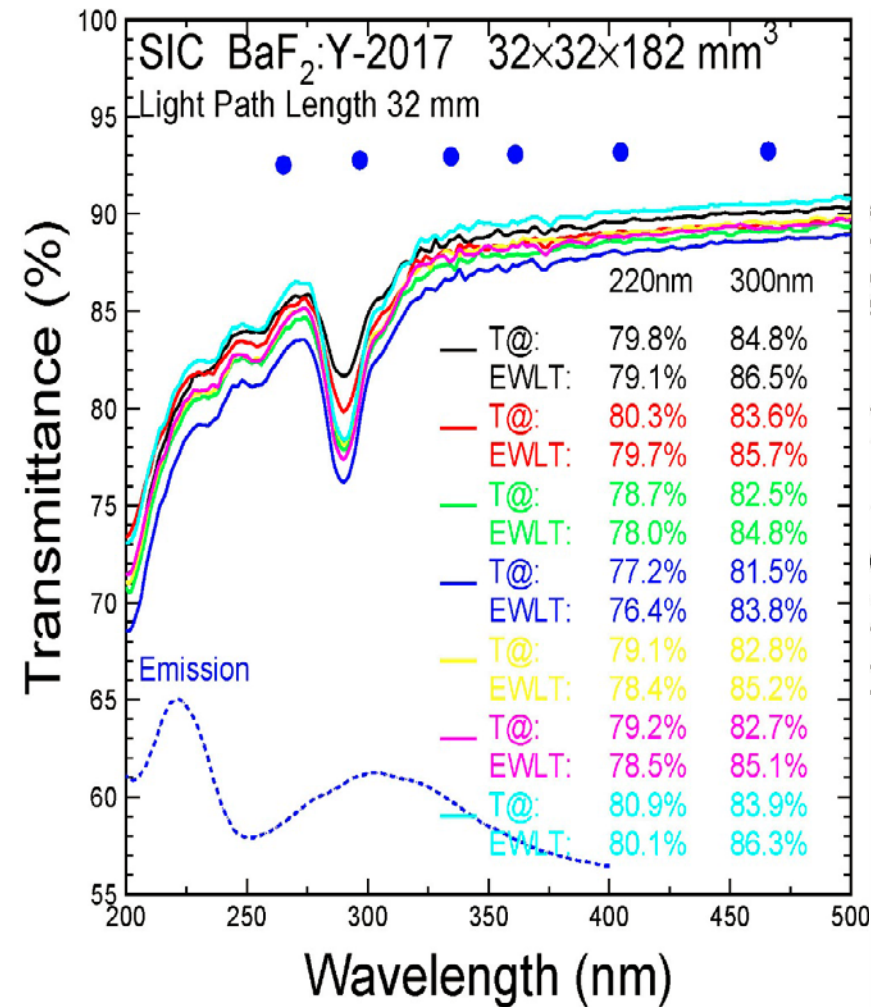 SIC BaF2:Y-2017 32×32×182 mm3
Light Path Length 32 mm
Transmittance (%)
100
95
90
85
80
75
70
65
60
55
220nm 300nm
T@: 79.8% 84.8%
EWLT: 79.1% 86.5%
T@: 80.3% 83.6%
EWLT: 79.7% 85.7%
T@: 78.7% 82.5%
EWLT: 78.0% 84.8%
T@: 77.2% 81.5%
EWLT: 76.4% 83.8%
T@: 79.1% 82.8%
EWLT: 78.4% 85.2%
T@: 79.2% 82.7%
EWLT: 78.5% 85.1%
T@: 80.9% 83.9%
EWLT: 80.1% 86.3%
Emission
200 250 300 350 400 450 500
Wavelength (nm)